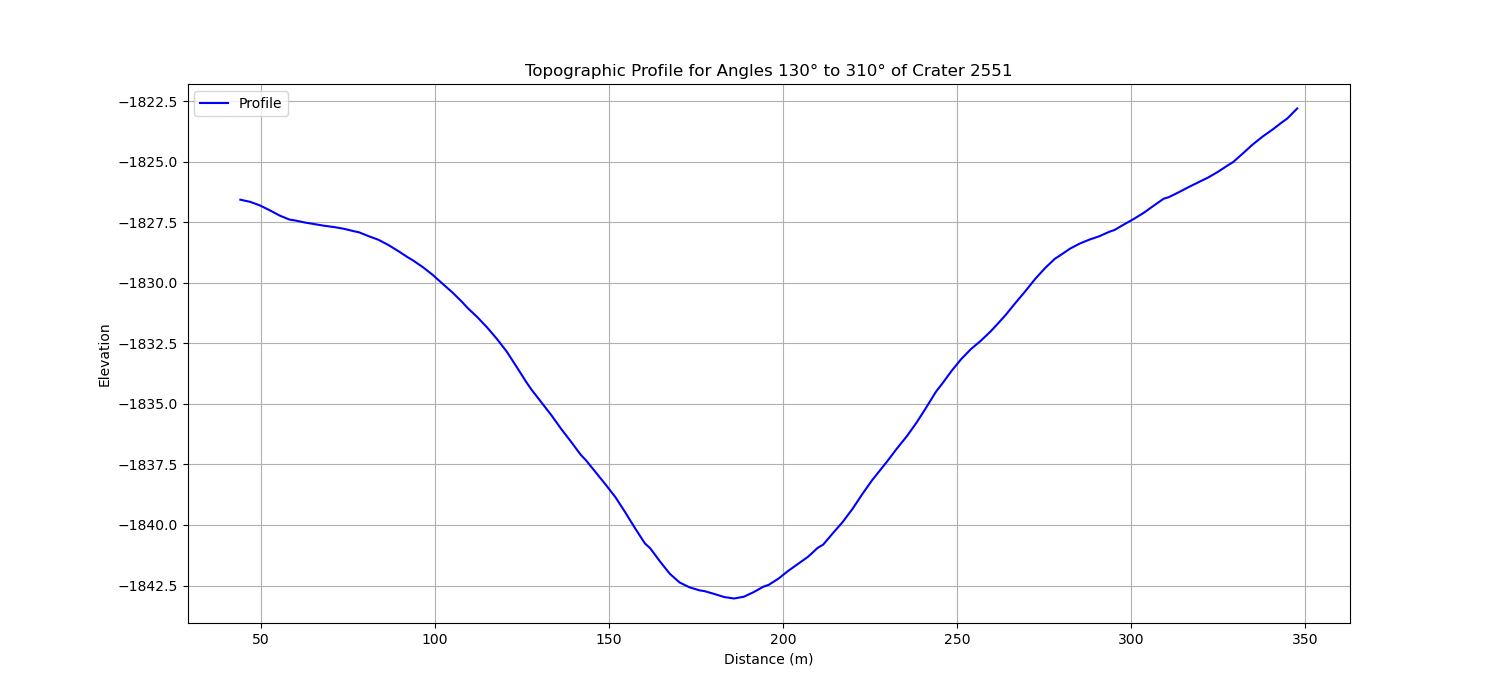 Topographic Profile for Angles 130° to 310° of Crater 2551
Profile
−1822.5
−1825.0
−1827.5
−1830.0
−1832.5
−1835.0
−1837.5
−1840.0
−1842.5
Elevation
50 100 150 200 250 300 350
Distance (m)